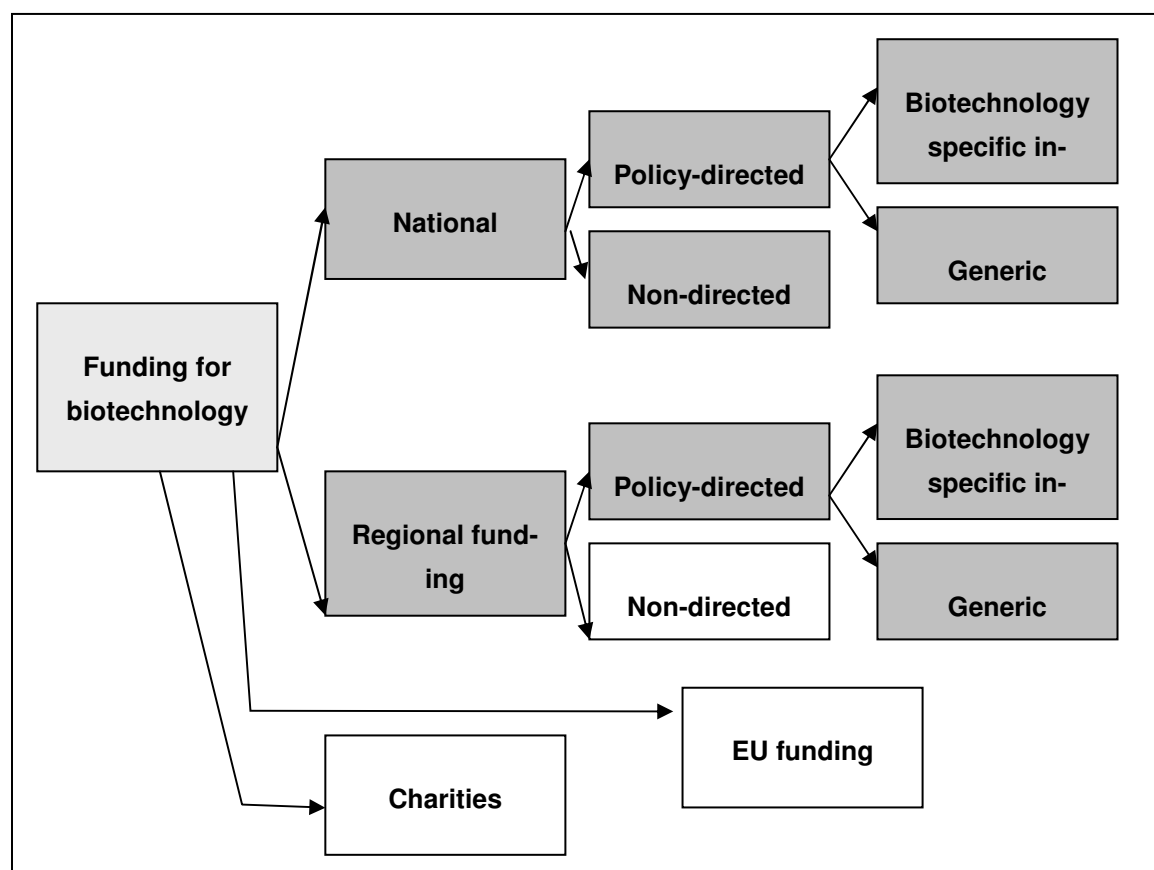 Funding for
biotechnology
National
Policy-directed
Biotechnology
specific in-
Generic
Non-directed
Regional fund-
ing
Policy-directed
Biotechnology
specific in-
Generic
Non-directed
EU funding
Charities